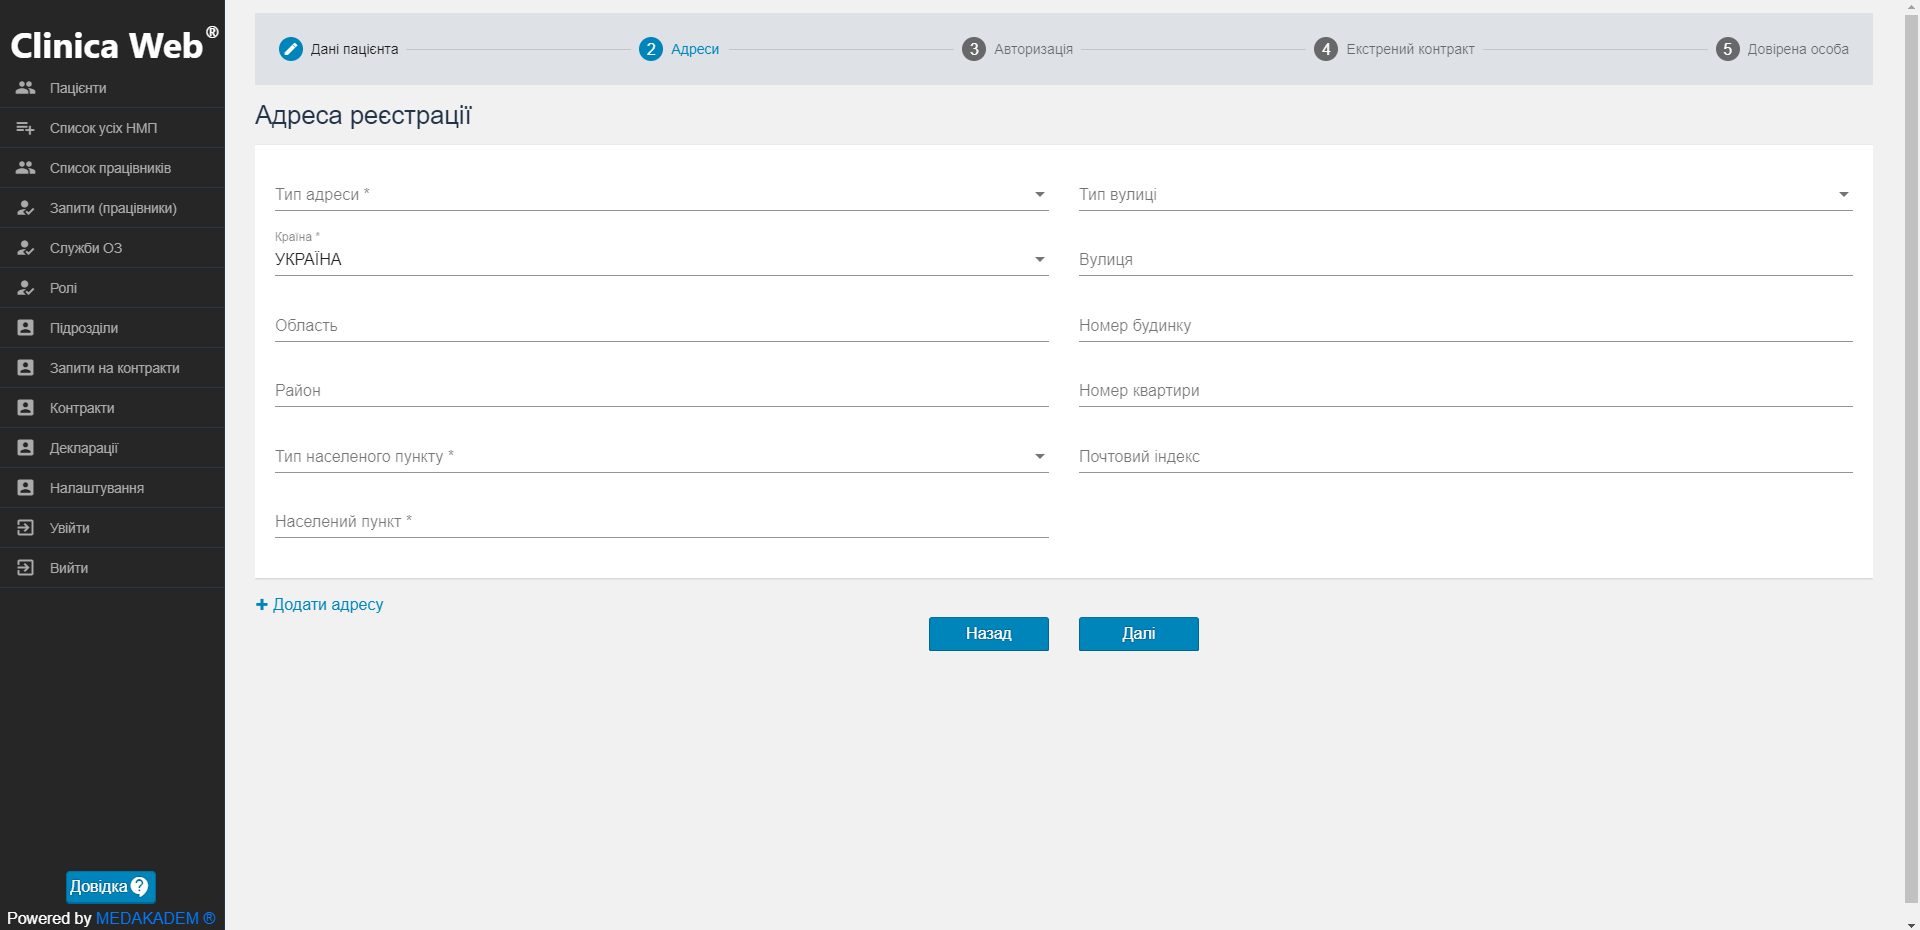 Clinica Web®
Пацієнти
Список усіх НМП
Список працівників
Запити (працівники)
Служби ОЗ
Ролі
Підрозділи
Запити на контракти
Контракти
Декларації
Налаштування
Увійти
Вийти
Довідка ?
Powered by MEDAKADEM ®
Дані пацієнта
2 Адреси
3 Авторизація
4 Екстрений контракт
5 Довірена особа
Адреса реєстрації
Тип адреси *
Тип вулиці
Країна *
УКРАЇНА
Вулиця
Область
Номер будинку
Район
Номер квартири
Тип населеного пункту *
Почтовий індекс
Населений пункт *
+ Додати адресу
Назад
Далі